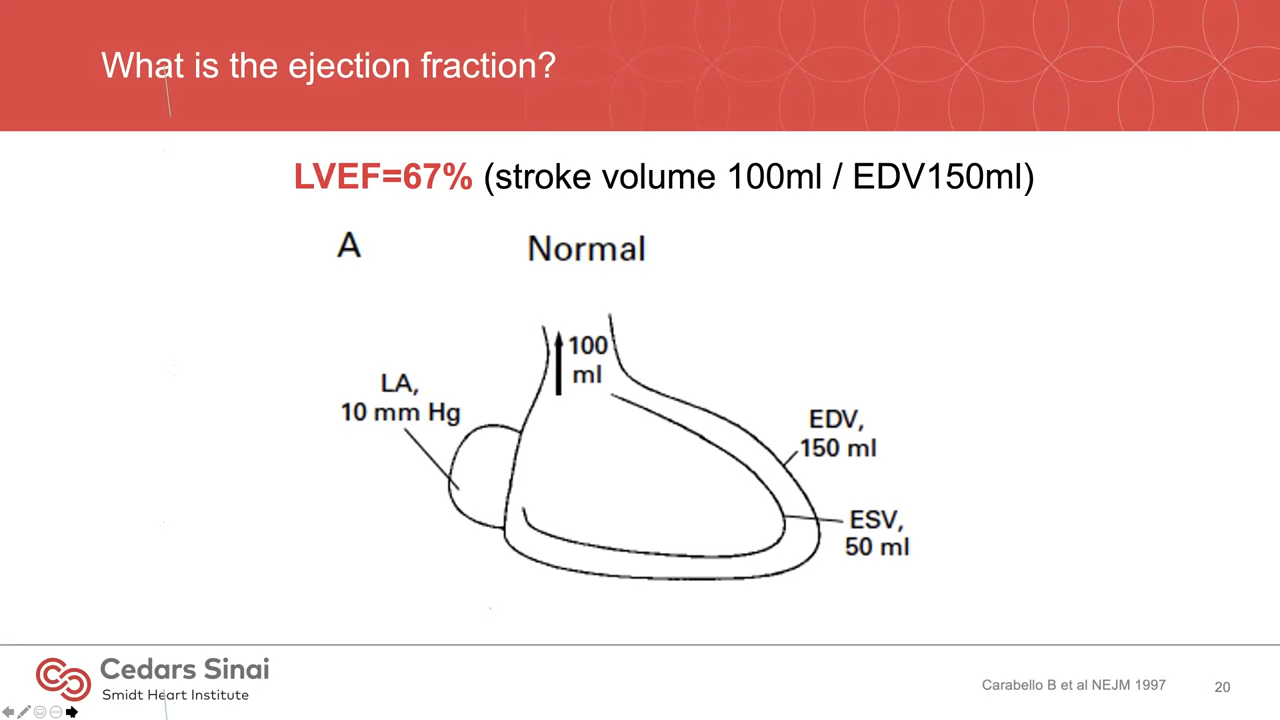 What is the ejection fraction?
LVEF=67% (stroke volume 100ml / EDV150ml)
A
Normal
100
ml
LA,
10 mm Hg
EDV,
150 ml
ESV,
50 ml
Cedars Sinai
Smidt Heart Institute
Carabello B et al NEJM 1997
20